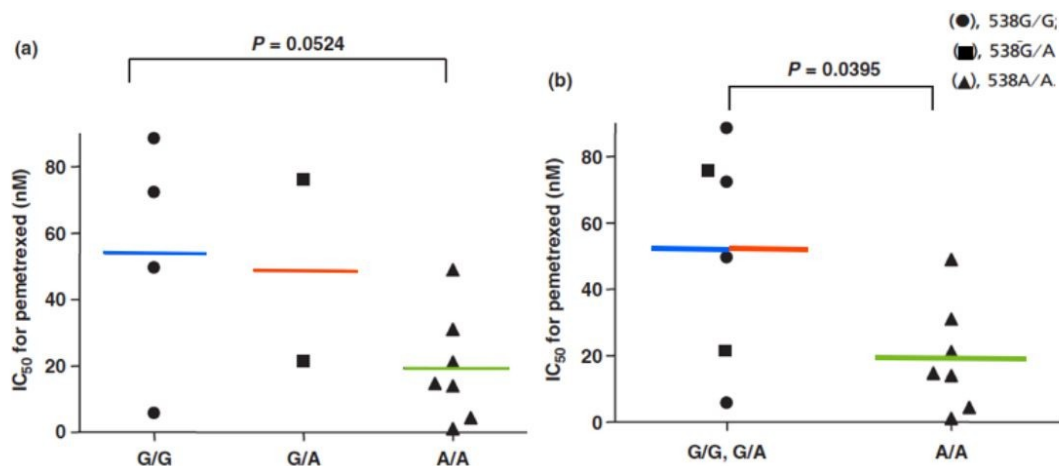 (●), 538G/G;
(■), 538G/A
(▲), 538A/A.
(a)
P = 0.0524
IC50 for pemetrexed (nM)
80
60
40
20
0
G/G
G/A
A/A
(b)
P = 0.0395
IC50 for pemetrexed (nM)
80
60
40
20
0
G/G, G/A
A/A